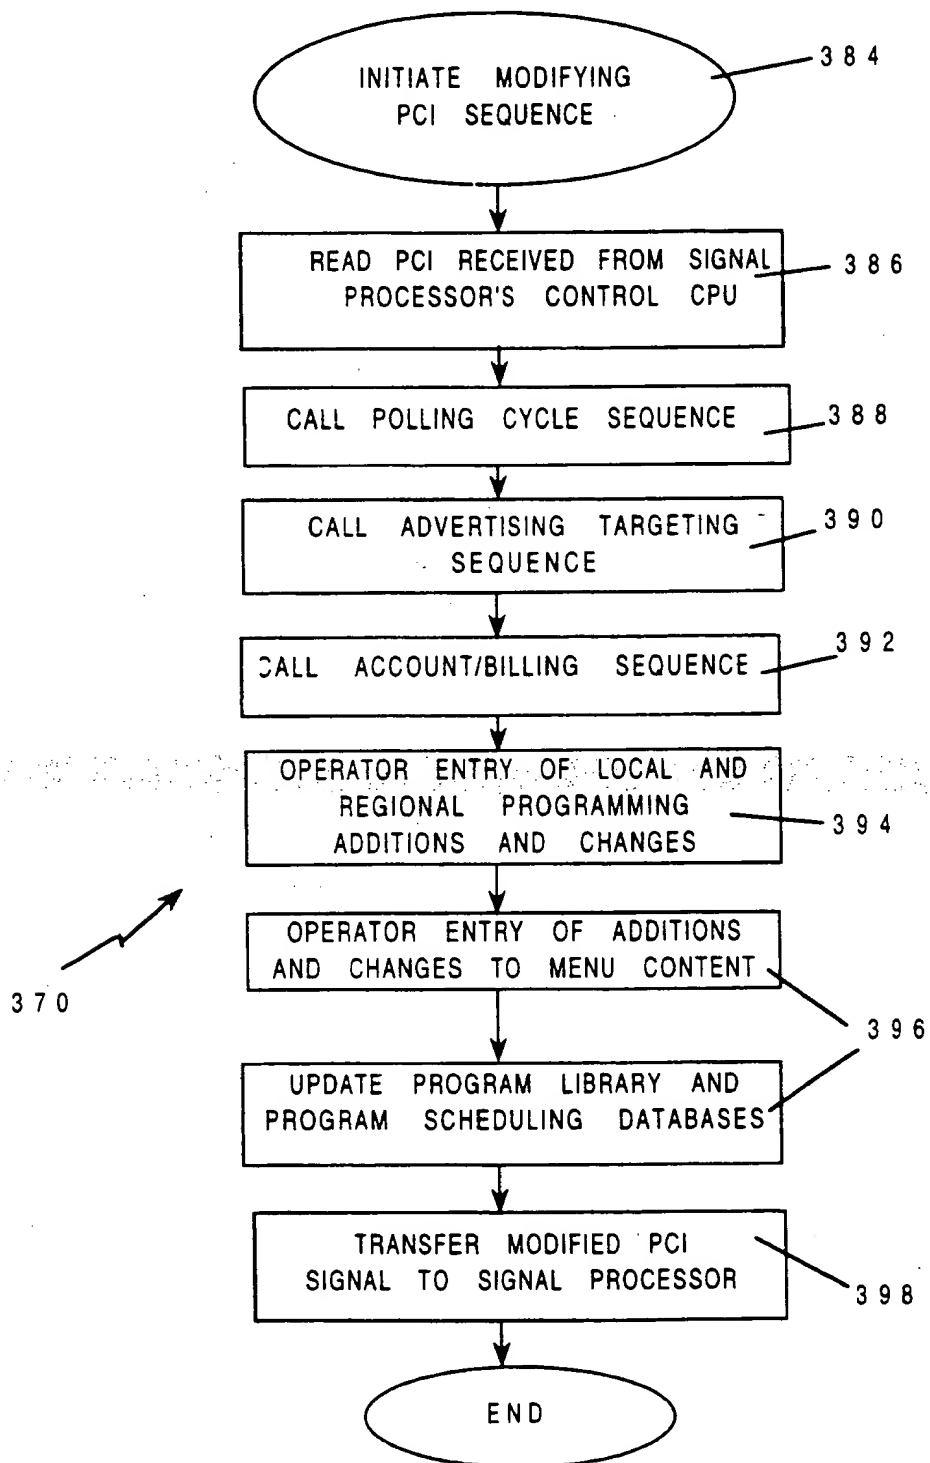 INITIATE MODIFYING
PCI SEQUENCE
384
READ PCI RECEIVED FROM SIGNAL
PROCESSOR'S CONTROL CPU
386
CALL POLLING CYCLE SEQUENCE
388
CALL ADVERTISING TARGETING
SEQUENCE
390
CALL ACCOUNT/BILLING SEQUENCE
392
OPERATOR ENTRY OF LOCAL AND
REGIONAL PROGRAMMING
ADDITIONS AND CHANGES
394
OPERATOR ENTRY OF ADDITIONS
AND CHANGES TO MENU CONTENT
370
396
UPDATE PROGRAM LIBRARY AND
PROGRAM SCHEDULING DATABASES
TRANSFER MODIFIED PCI
SIGNAL TO SIGNAL PROCESSOR
398
END